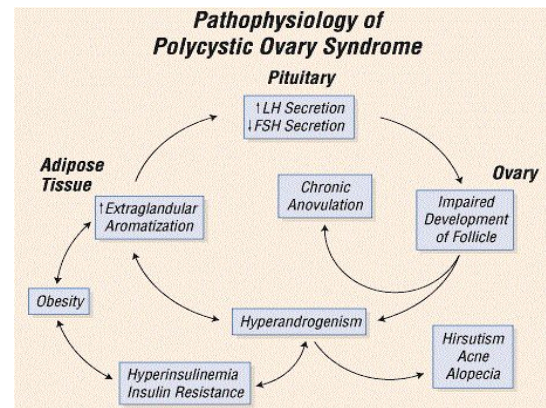 Pathophysiology of
Polycystic Ovary Syndrome
Pituitary
↑LH Secretion
↓FSH Secretion
Adipose
Tissue
Ovary
Chronic
Anovulation
↑Extraglandular
Aromatization
Impaired
Development
of Follicle
Obesity
Hyperandrogenism
Hirsutism
Acne
Alopecia
Hyperinsulinemia
Insulin Resistance